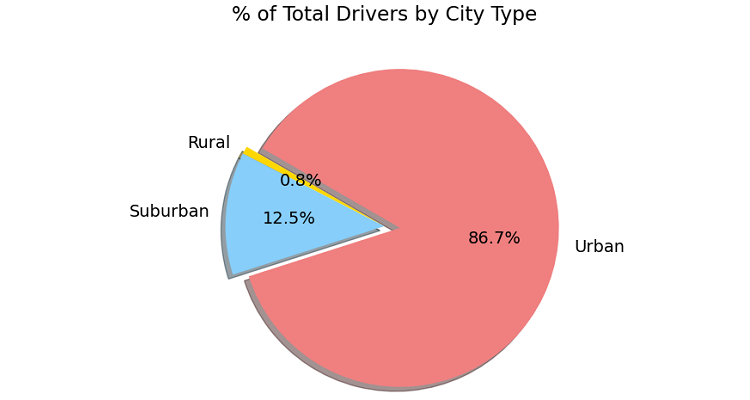 % of Total Drivers by City Type
Rural
0.8%
Suburban
12.5%
86.7%
Urban